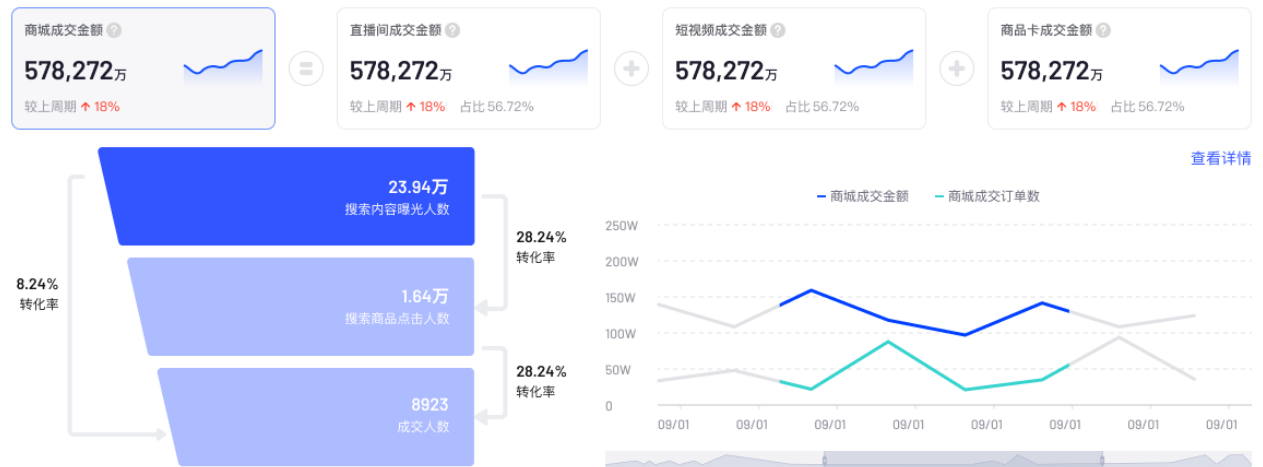 商城成交金额 ?
578,272万
较上周期 ↑ 18%
=
直播间成交金额 ?
578,272万
较上周期 ↑ 18% 占比 56.72%
+
短视频成交金额 ?
578,272万
较上周期 ↑ 18% 占比 56.72%
+
商品卡成交金额 ?
578,272万
较上周期 ↑ 18% 占比 56.72%
23.94万
搜索内容曝光人数
28.24%
转化率
8.24%
转化率
1.64万
搜索商品点击人数
28.24%
转化率
8923
成交人数
查看详情
商城成交金额 商城成交订单数
250W
200W
150W
100W
50W
0
09/01 09/01 09/01 09/01 09/01 09/01 09/01 09/01